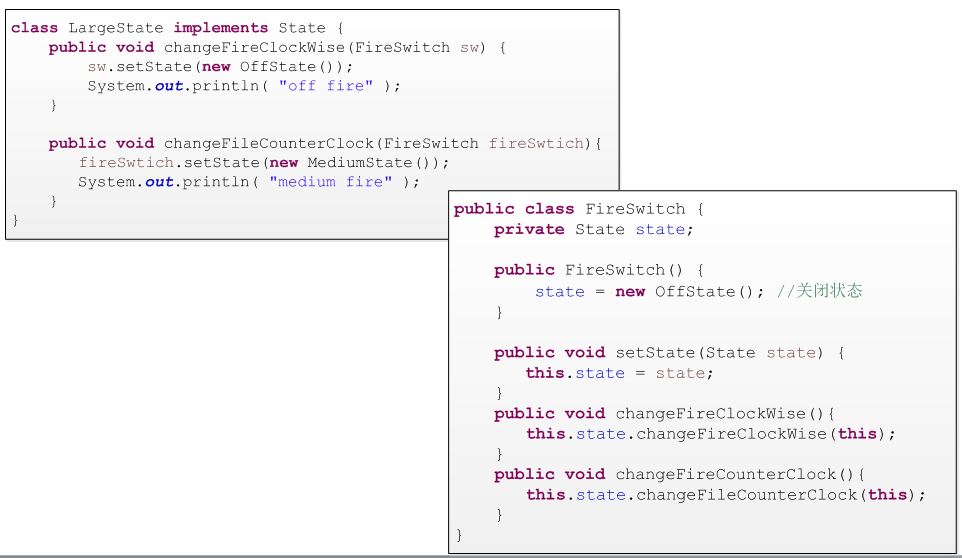 class LargeState implements State {
    public void changeFireClockWise(FireSwitch sw) {
        sw.setState(new OffState());
        System.out.println( "off fire" );
    }
    public void changeFileCounterClock(FireSwitch fireSwtich){
       fireSwtich.setState(new MediumState());
       System.out.println( "medium fire" );
    }
}
public class FireSwitch {
    private State state;
    public FireSwitch() {
        state = new OffState(); //关闭状态
    }
    public void setState(State state) {
       this.state = state;
    }
    public void changeFireClockWise(){
       this.state.changeFireClockWise(this);
    }
    public void changeFireCounterClock(){
       this.state.changeFileCounterClock(this);
    }
}